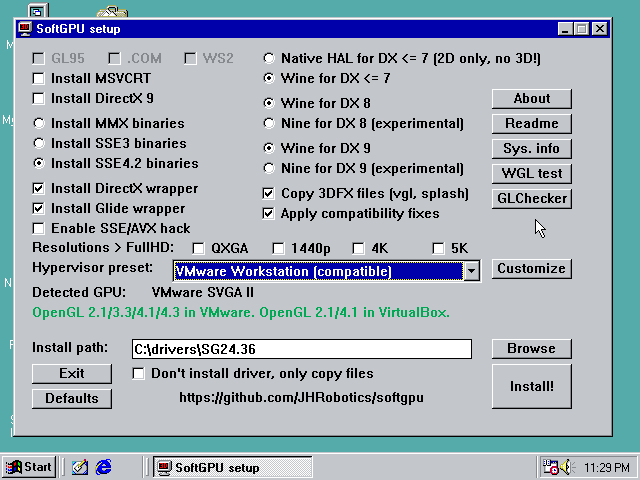 SoftGPU setup
GL95 .COM WS2
Install MSVCRT
Install DirectX 9
Install MMX binaries
Install SSE3 binaries
Install SSE4.2 binaries
Install DirectX wrapper
Install Glide wrapper
Enable SSE/AVX hack
Native HAL for DX <= 7 (2D only, no 3D!)
Wine for DX <= 7
Wine for DX 8
Nine for DX 8 (experimental)
Wine for DX 9
Nine for DX 9 (experimental)
Copy 3DFX files (vgl, splash)
Apply compatibility fixes
About
Readme
Sys. info
WGL test
GLChecker
Resolutions > FullHD: QXGA 1440p 4K 5K
Hypervisor preset: VMware Workstation (compatible) Customize
Detected GPU: VMware SVGA II
OpenGL 2.1/3.3/4.1/4.3 in VMware. OpenGL 2.1/4.1 in VirtualBox.
Install path: C:\drivers\SG24.36 Browse
Exit Don't install driver, only copy files Install!
Defaults https://github.com/JHRobotics/softgpu
Start SoftGPU setup 11:29 PM